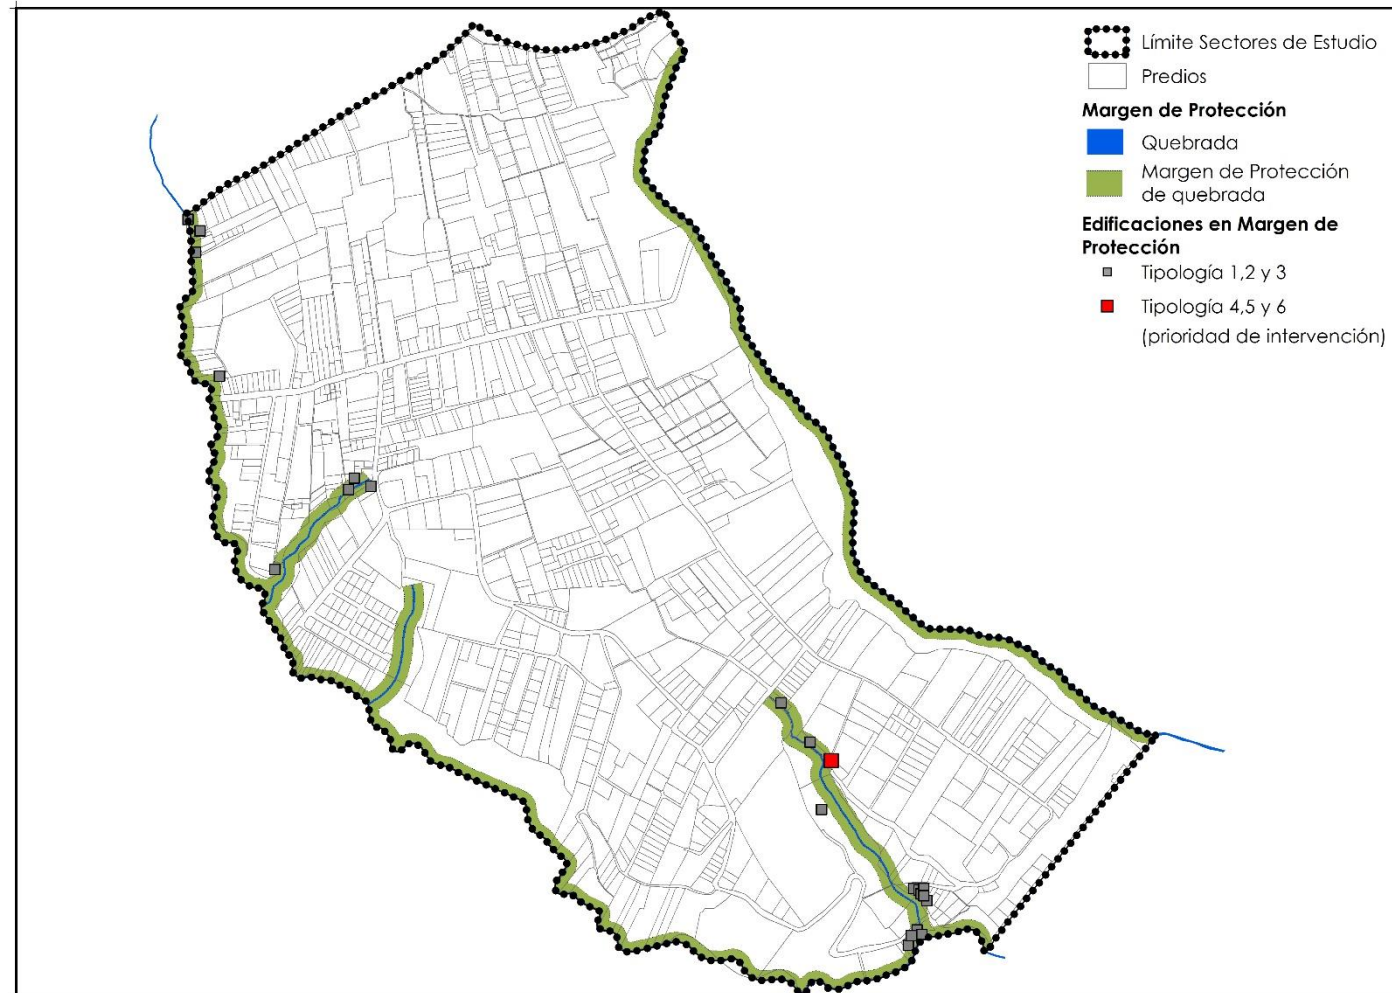 Límite Sectores de Estudio
Predios
Margen de Protección
Quebrada
Margen de Protección
de quebrada
Edificaciones en Margen de
Protección
Tipología 1,2 y 3
Tipología 4,5 y 6
(prioridad de intervención)